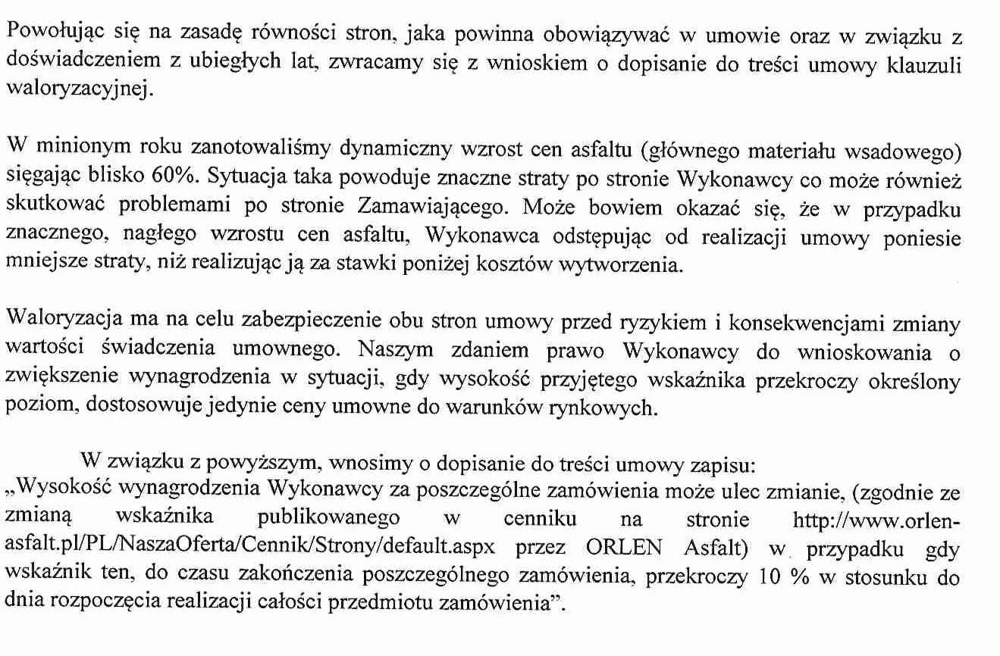 Powołując się na zasadę równości stron, jaka powinna obowiązywać w umowie oraz w związku z
doświadczeniem z ubiegłych lat, zwracamy się z wnioskiem o dopisanie do treści umowy klauzuli
waloryzacyjnej.
W minionym roku zanotowaliśmy dynamiczny wzrost cen asfaltu (głównego materiału wsadowego)
sięgając blisko 60%. Sytuacja taka powoduje znaczne straty po stronie Wykonawcy co może również
skutkować problemami po stronie Zamawiającego. Może bowiem okazać się, że w przypadku
znacznego, nagłego wzrostu cen asfaltu, Wykonawca odstępując od realizacji umowy poniesie
mniejsze straty, niż realizując ją za stawki poniżej kosztów wytworzenia.
Waloryzacja ma na celu zabezpieczenie obu stron umowy przed ryzykiem i konsekwencjami zmiany
wartości świadczenia umownego. Naszym zdaniem prawo Wykonawcy do wnioskowania o
zwiększenie wynagrodzenia w sytuacji, gdy wysokość przyjętego wskaźnika przekroczy określony
poziom, dostosowuje jedynie ceny umowne do warunków rynkowych.
W związku z powyższym, wnosimy o dopisanie do treści umowy zapisu:
„Wysokość wynagrodzenia Wykonawcy za poszczególne zamówienia może ulec zmianie, (zgodnie ze
zmianą wskaźnika publikowanego w cenniku na stronie http://www.orlen-
asfalt.pl/PL/NaszaOferta/Cennik/Strony/default.aspx przez ORLEN Asfalt) w przypadku gdy
wskaźnik ten, do czasu zakończenia poszczególnego zamówienia, przekroczy 10 % w stosunku do
dnia rozpoczęcia realizacji całości przedmiotu zamówienia”.